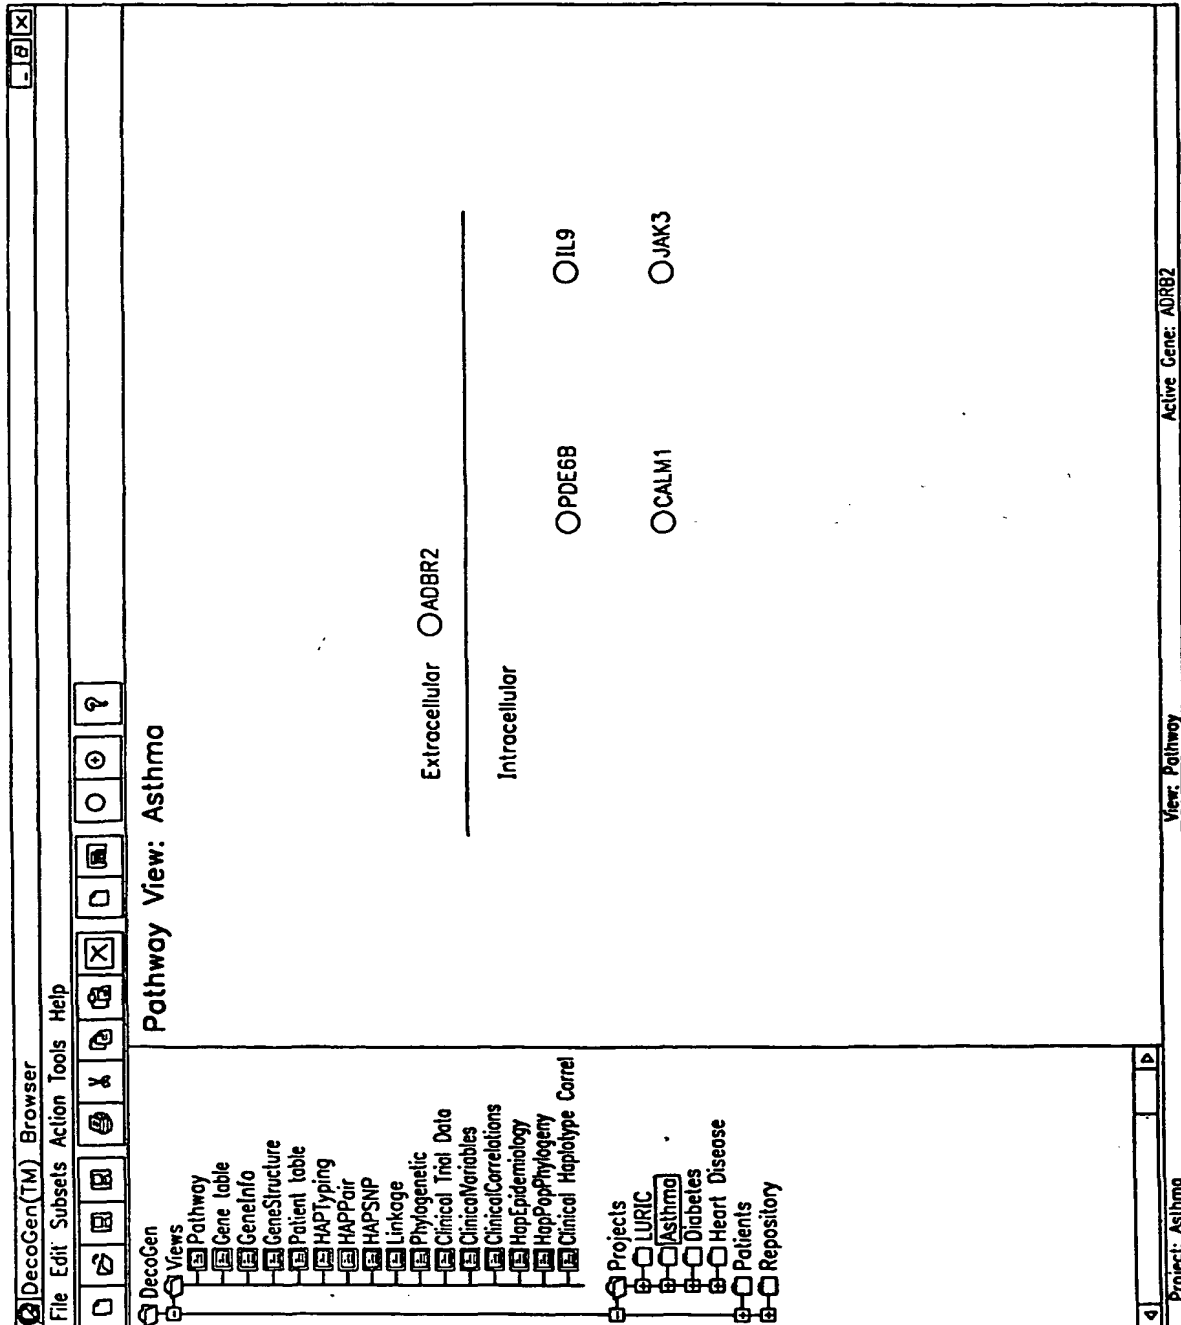 DecoGen(TM) Browser
File Edit Subsets Action Tools Help
DecoGen
Views
Pathway
Gene table
GeneInfo
GeneStructure
Patient table
HAPTyping
HAPPair
HAPSNP
Linkage
Phylogenetic
Clinical Trial Data
ClinicalVariables
ClinicalCorrelations
HapEpidemiology
HapPopPhylogeny
Clinical Haplotype Correl
Projects
LURIC
Asthma
Diabetes
Heart Disease
Patients
Repository
Pathway View: Asthma
Extracellular ADBR2
Intracellular
PDE6B IL9
CALM1 JAK3
Project: Asthma View: Pathway Active Gene: ADRB2